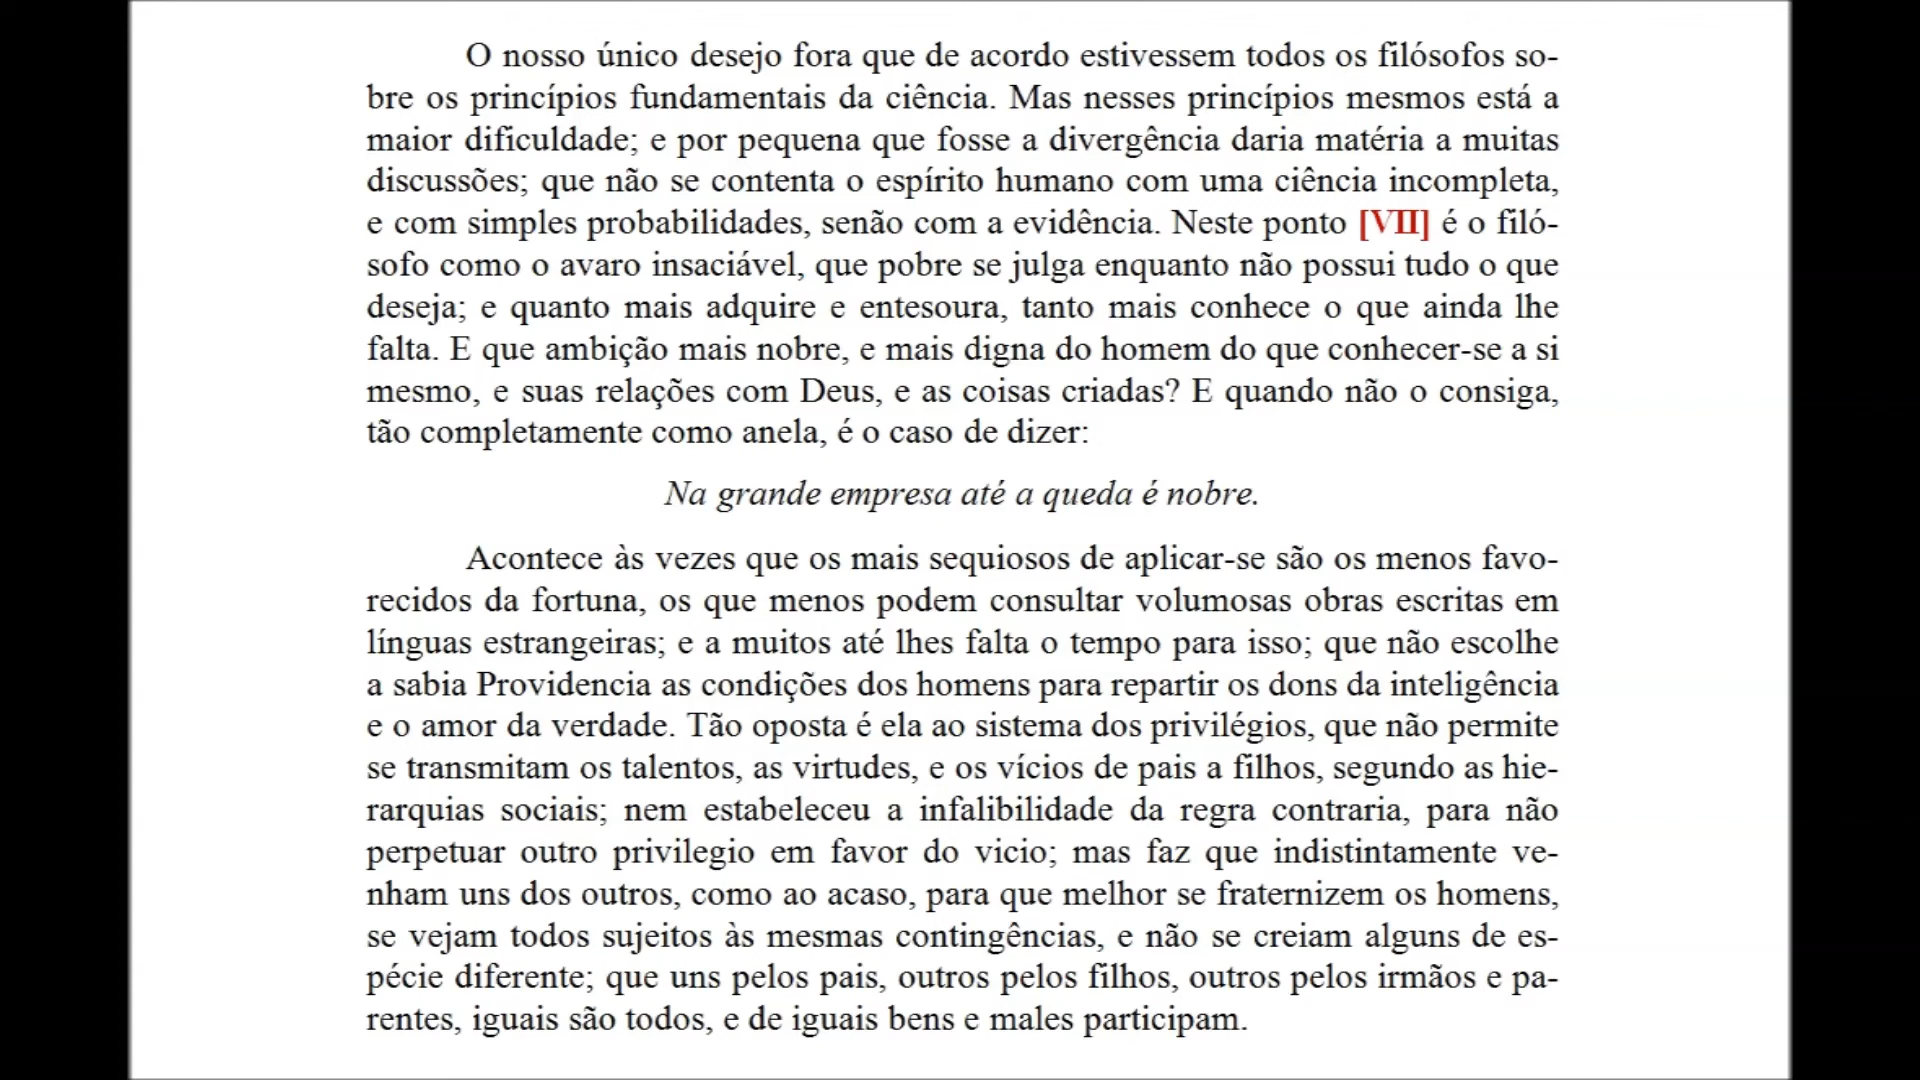 O nosso único desejo fora que de acordo estivessem todos os filósofos so-
bre os princípios fundamentais da ciência. Mas nesses princípios mesmos está a
maior dificuldade; e por pequena que fosse a divergência daria matéria a muitas
discussões; que não se contenta o espírito humano com uma ciência incompleta,
e com simples probabilidades, senão com a evidência. Neste ponto [VII] é o filó-
sofo como o avaro insaciável, que pobre se julga enquanto não possui tudo o que
deseja; e quanto mais adquire e entesoura, tanto mais conhece o que ainda lhe
falta. E que ambição mais nobre, e mais digna do homem do que conhecer-se a si
mesmo, e suas relações com Deus, e as coisas criadas? E quando não o consiga,
tão completamente como anela, é o caso de dizer:
Na grande empresa até a queda é nobre.
Acontece às vezes que os mais sequiosos de aplicar-se são os menos favo-
recidos da fortuna, os que menos podem consultar volumosas obras escritas em
línguas estrangeiras; e a muitos até lhes falta o tempo para isso; que não escolhe
a sabia Providencia as condições dos homens para repartir os dons da inteligência
e o amor da verdade. Tão oposta é ela ao sistema dos privilégios, que não permite
se transmitam os talentos, as virtudes, e os vícios de pais a filhos, segundo as hie-
rarquias sociais; nem estabeleceu a infalibilidade da regra contraria, para não
perpetuar outro privilegio em favor do vicio; mas faz que indistintamente ve-
nham uns dos outros, como ao acaso, para que melhor se fraternizem os homens,
se vejam todos sujeitos às mesmas contingências, e não se creiam alguns de es-
pécie diferente; que uns pelos pais, outros pelos filhos, outros pelos irmãos e pa-
rentes, iguais são todos, e de iguais bens e males participam.